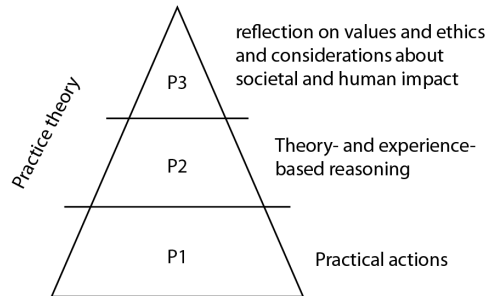 reflection on values and ethics
and considerations about
societal and human impact
P3
Practice theory
Theory- and experience-
based reasoning
P2
P1
Practical actions